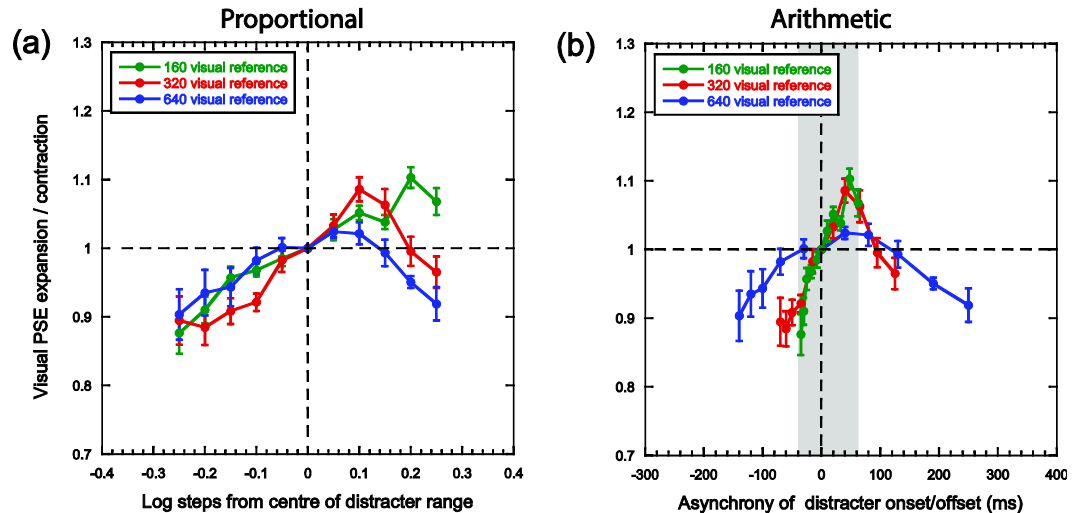 Proportional
(a)
160 visual reference
320 visual reference
640 visual reference
Visual PSE expansion / contraction
1.3
1.2
1.1
1
0.9
0.8
0.7
-0.4 -0.3 -0.2 -0.1 0 0.1 0.2 0.3 0.4
Log steps from centre of distracter range
Arithmetic
(b)
160 visual reference
320 visual reference
640 visual reference
1.3
1.2
1.1
1
0.9
0.8
0.7
-300 -200 -100 0 100 200 300 400
Asynchrony of distracter onset/offset (ms)